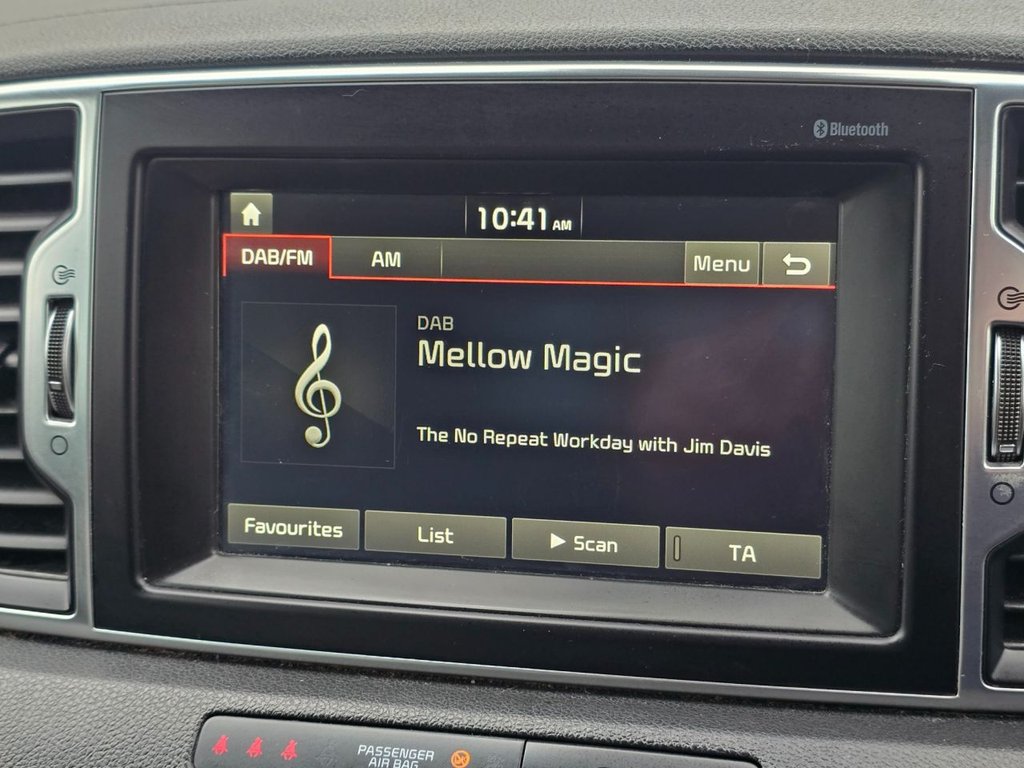 Bluetooth
10:41 AM
DAB/FM AM Menu
DAB
Mellow Magic
The No Repeat Workday with Jim Davis
Favourites List Scan TA
PASSENGER
AIR BAG